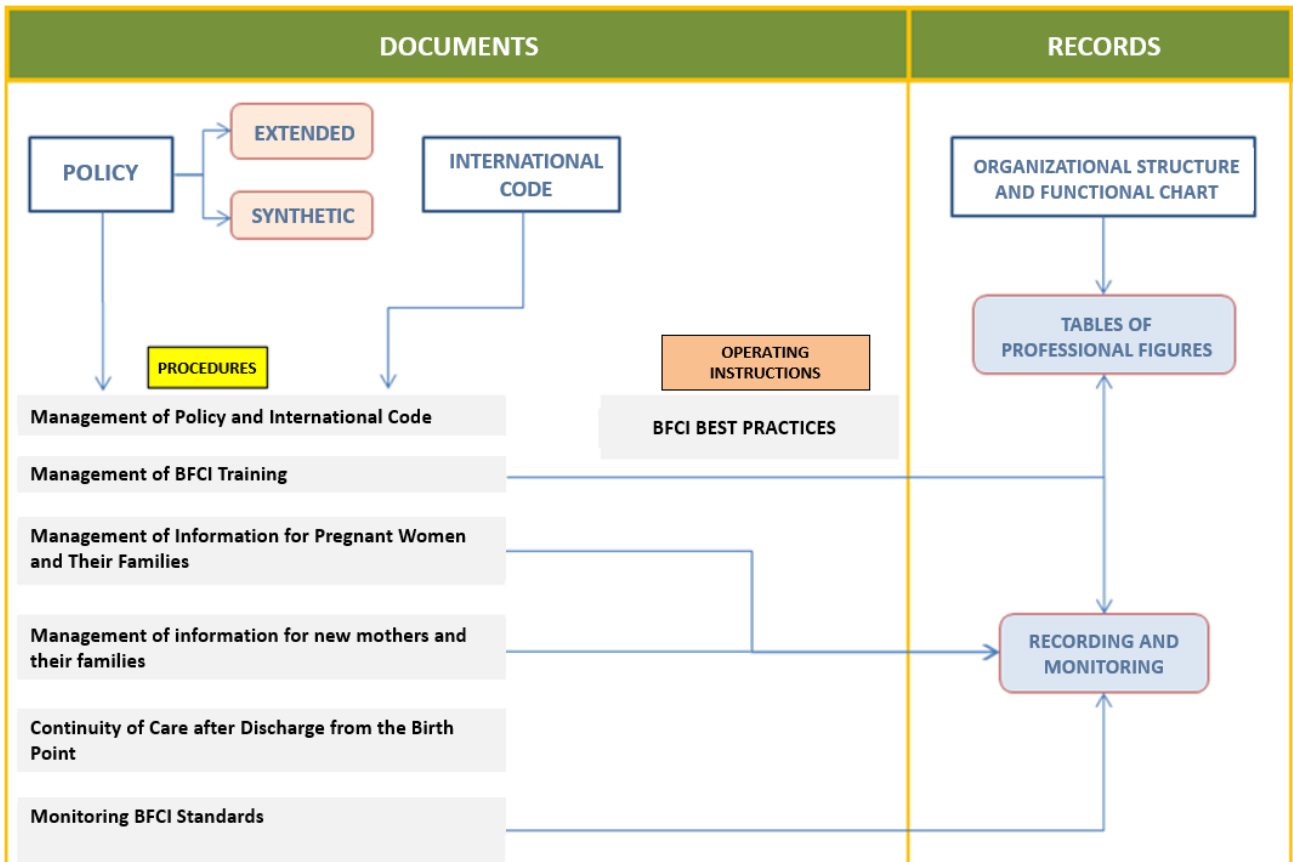 DOCUMENTS
RECORDS
POLICY
EXTENDED
SYNTHETIC
INTERNATIONAL
CODE
ORGANIZATIONAL STRUCTURE
AND FUNCTIONAL CHART
TABLES OF
PROFESSIONAL FIGURES
PROCEDURES
OPERATING
INSTRUCTIONS
Management of Policy and International Code
BFCI BEST PRACTICES
Management of BFCI Training
Management of Information for Pregnant Women
and Their Families
Management of information for new mothers and
their families
RECORDING AND
MONITORING
Continuity of Care after Discharge from the Birth
Point
Monitoring BFCI Standards